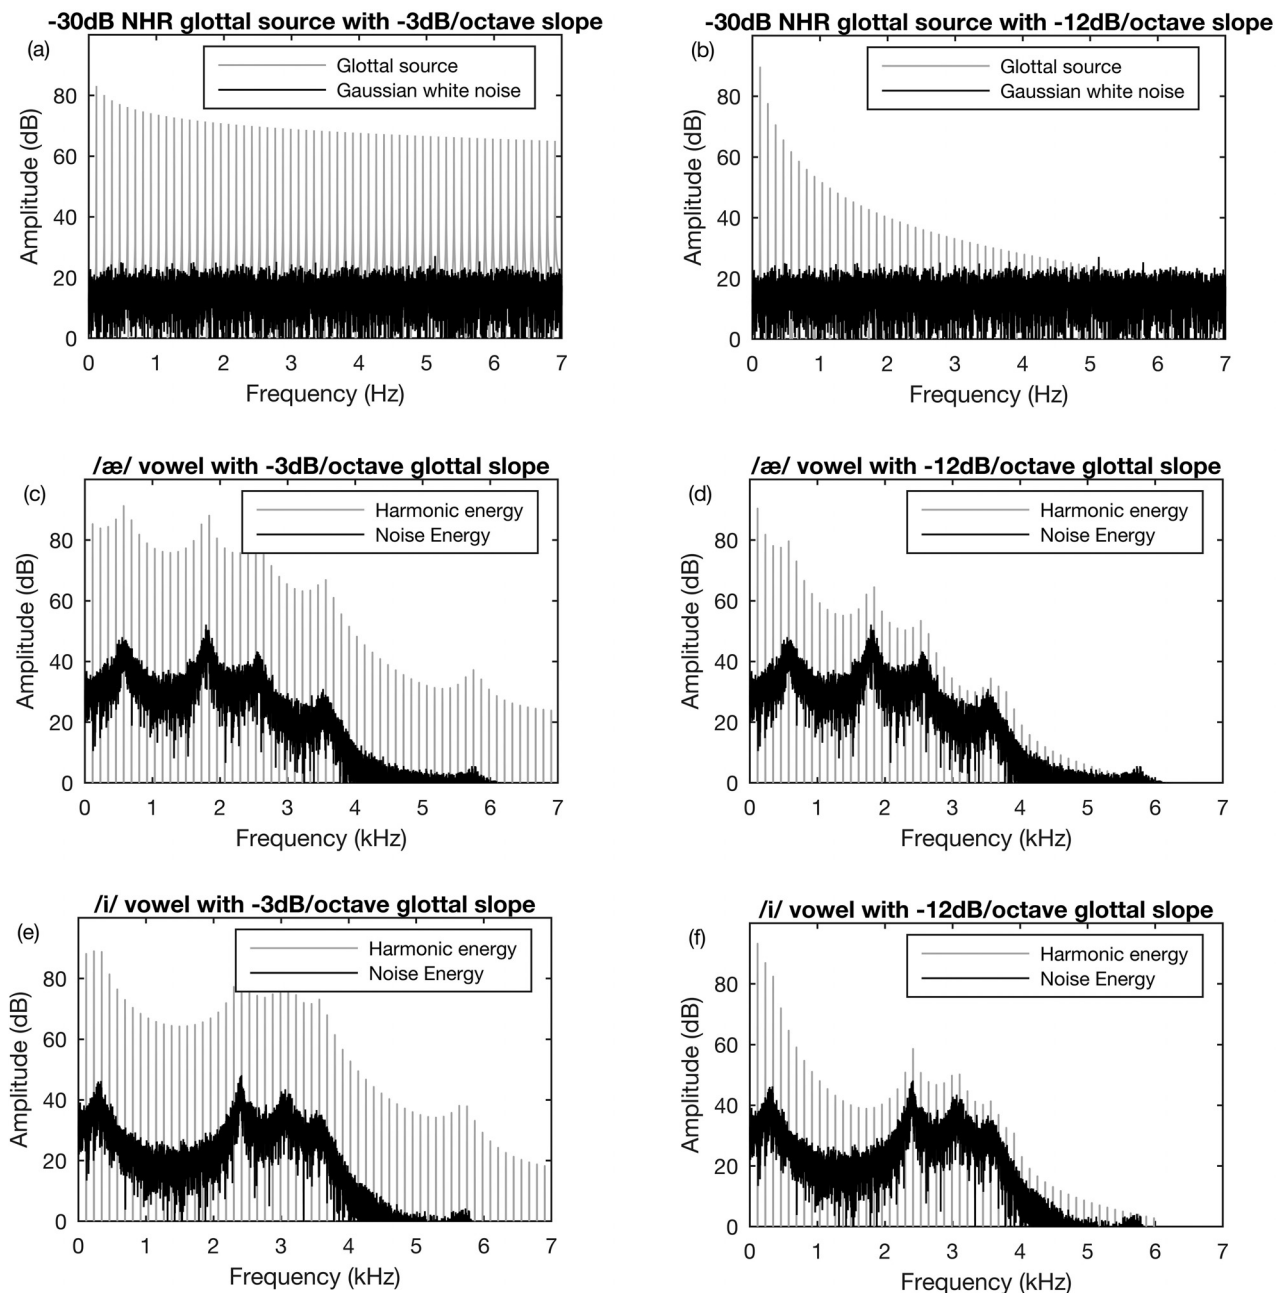 -30dB NHR glottal source with -3dB/octave slope
(a)
Glottal source
Gaussian white noise
Amplitude (dB)
80
60
40
20
0
0 1 2 3 4 5 6 7
Frequency (Hz)
-30dB NHR glottal source with -12dB/octave slope
(b)
Glottal source
Gaussian white noise
Amplitude (dB)
80
60
40
20
0
0 1 2 3 4 5 6 7
Frequency (Hz)
/æ/ vowel with -3dB/octave glottal slope
(c)
Harmonic energy
Noise Energy
Amplitude (dB)
80
60
40
20
0
0 1 2 3 4 5 6 7
Frequency (kHz)
/æ/ vowel with -12dB/octave glottal slope
(d)
Harmonic energy
Noise Energy
Amplitude (dB)
80
60
40
20
0
0 1 2 3 4 5 6 7
Frequency (kHz)
/i/ vowel with -3dB/octave glottal slope
(e)
Harmonic energy
Noise Energy
Amplitude (dB)
80
60
40
20
0
0 1 2 3 4 5 6 7
Frequency (kHz)
/i/ vowel with -12dB/octave glottal slope
(f)
Harmonic energy
Noise Energy
Amplitude (dB)
80
60
40
20
0
0 1 2 3 4 5 6 7
Frequency (kHz)